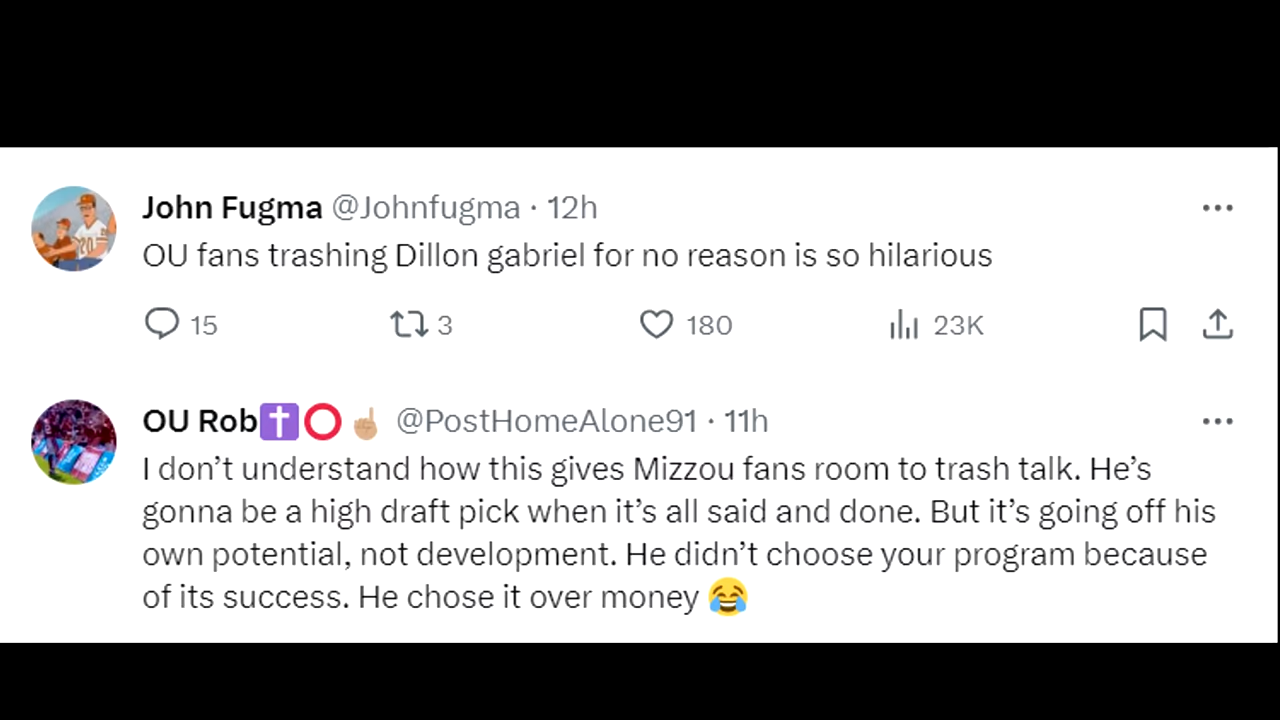 John Fugma @Johnfugma · 12h
OU fans trashing Dillon gabriel for no reason is so hilarious
15 3 180 23K
OU Rob✝️⭕☝🏼 @PostHomeAlone91 · 11h
I don’t understand how this gives Mizzou fans room to trash talk. He’s
gonna be a high draft pick when it’s all said and done. But it’s going off his
own potential, not development. He didn’t choose your program because
of its success. He chose it over money 😂